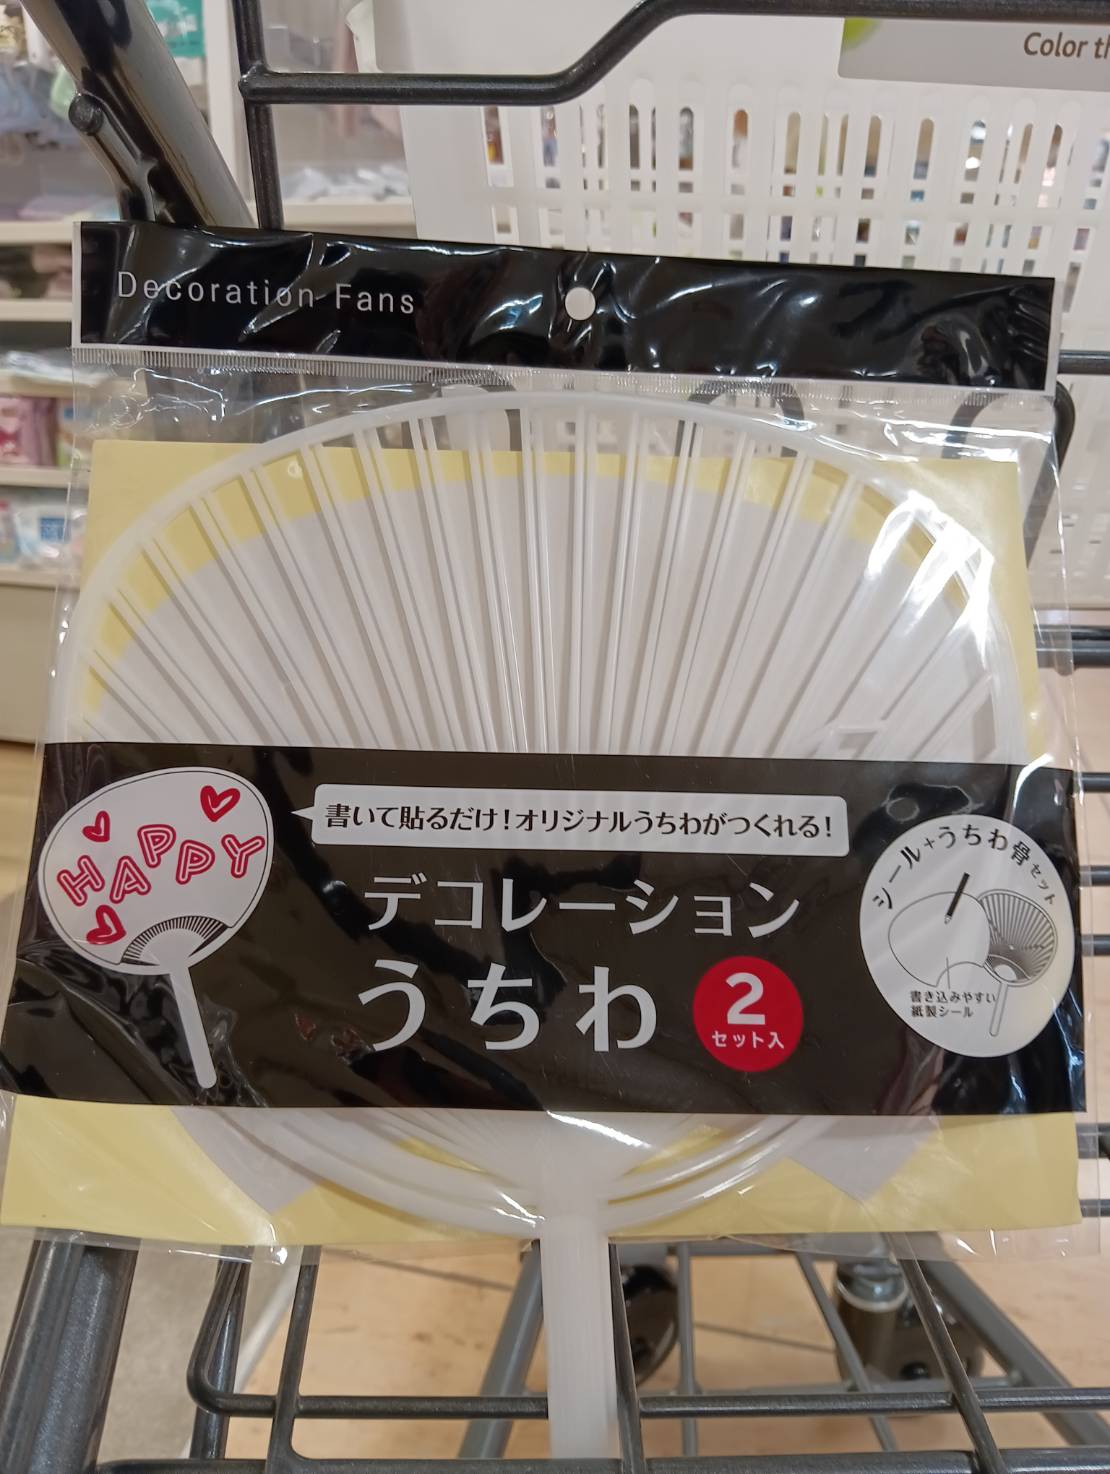 Color th
Decoration Fans
書いて貼るだけ！オリジナルうちわがつくれる！
HAPPY
デコレーション
うちわ
2
セット入
シール+うちわ骨セット
書き込みやすい
紙製シール